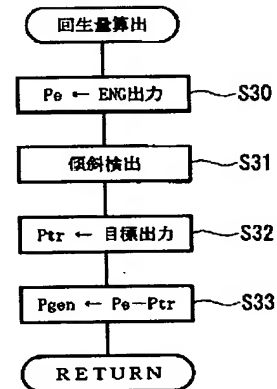 回生量算出
Pe ← ENG出力
S30
傾斜検出
S31
Ptr ← 目標出力
S32
Pgen ← Pe－Ptr
S33
RETURN